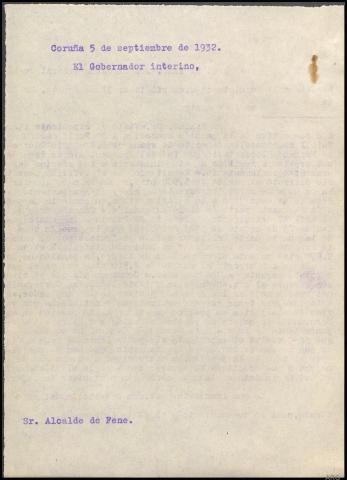 Coruña 5 de septiembre de 1932.
El Gobernador interino,
Sr. Alcalde de Fene.